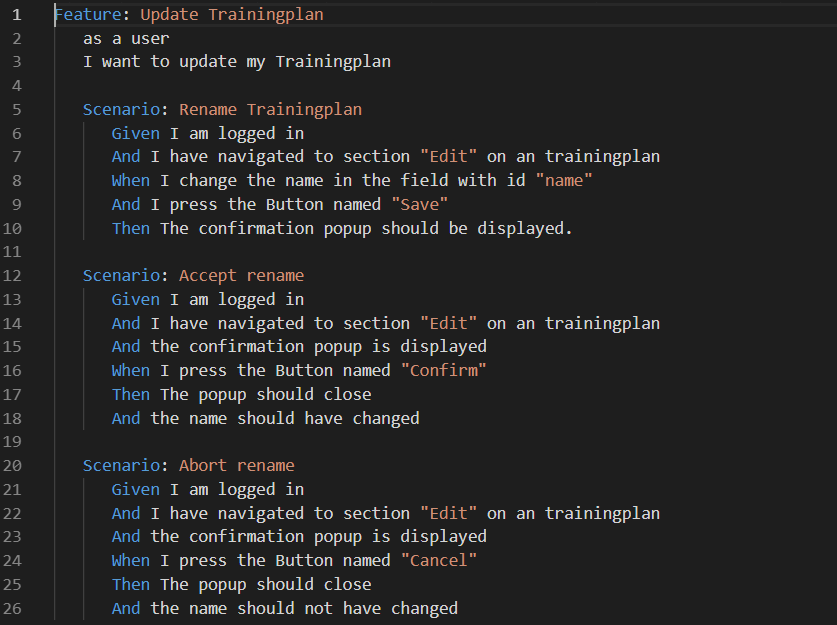 1 Feature: Update Trainingplan
2 as a user
3 I want to update my Trainingplan
4
5 Scenario: Rename Trainingplan
6 Given I am logged in
7 And I have navigated to section "Edit" on an trainingplan
8 When I change the name in the field with id "name"
9 And I press the Button named "Save"
10 Then The confirmation popup should be displayed.
11
12 Scenario: Accept rename
13 Given I am logged in
14 And I have navigated to section "Edit" on an trainingplan
15 And the confirmation popup is displayed
16 When I press the Button named "Confirm"
17 Then The popup should close
18 And the name should have changed
19
20 Scenario: Abort rename
21 Given I am logged in
22 And I have navigated to section "Edit" on an trainingplan
23 And the confirmation popup is displayed
24 When I press the Button named "Cancel"
25 Then The popup should close
26 And the name should not have changed